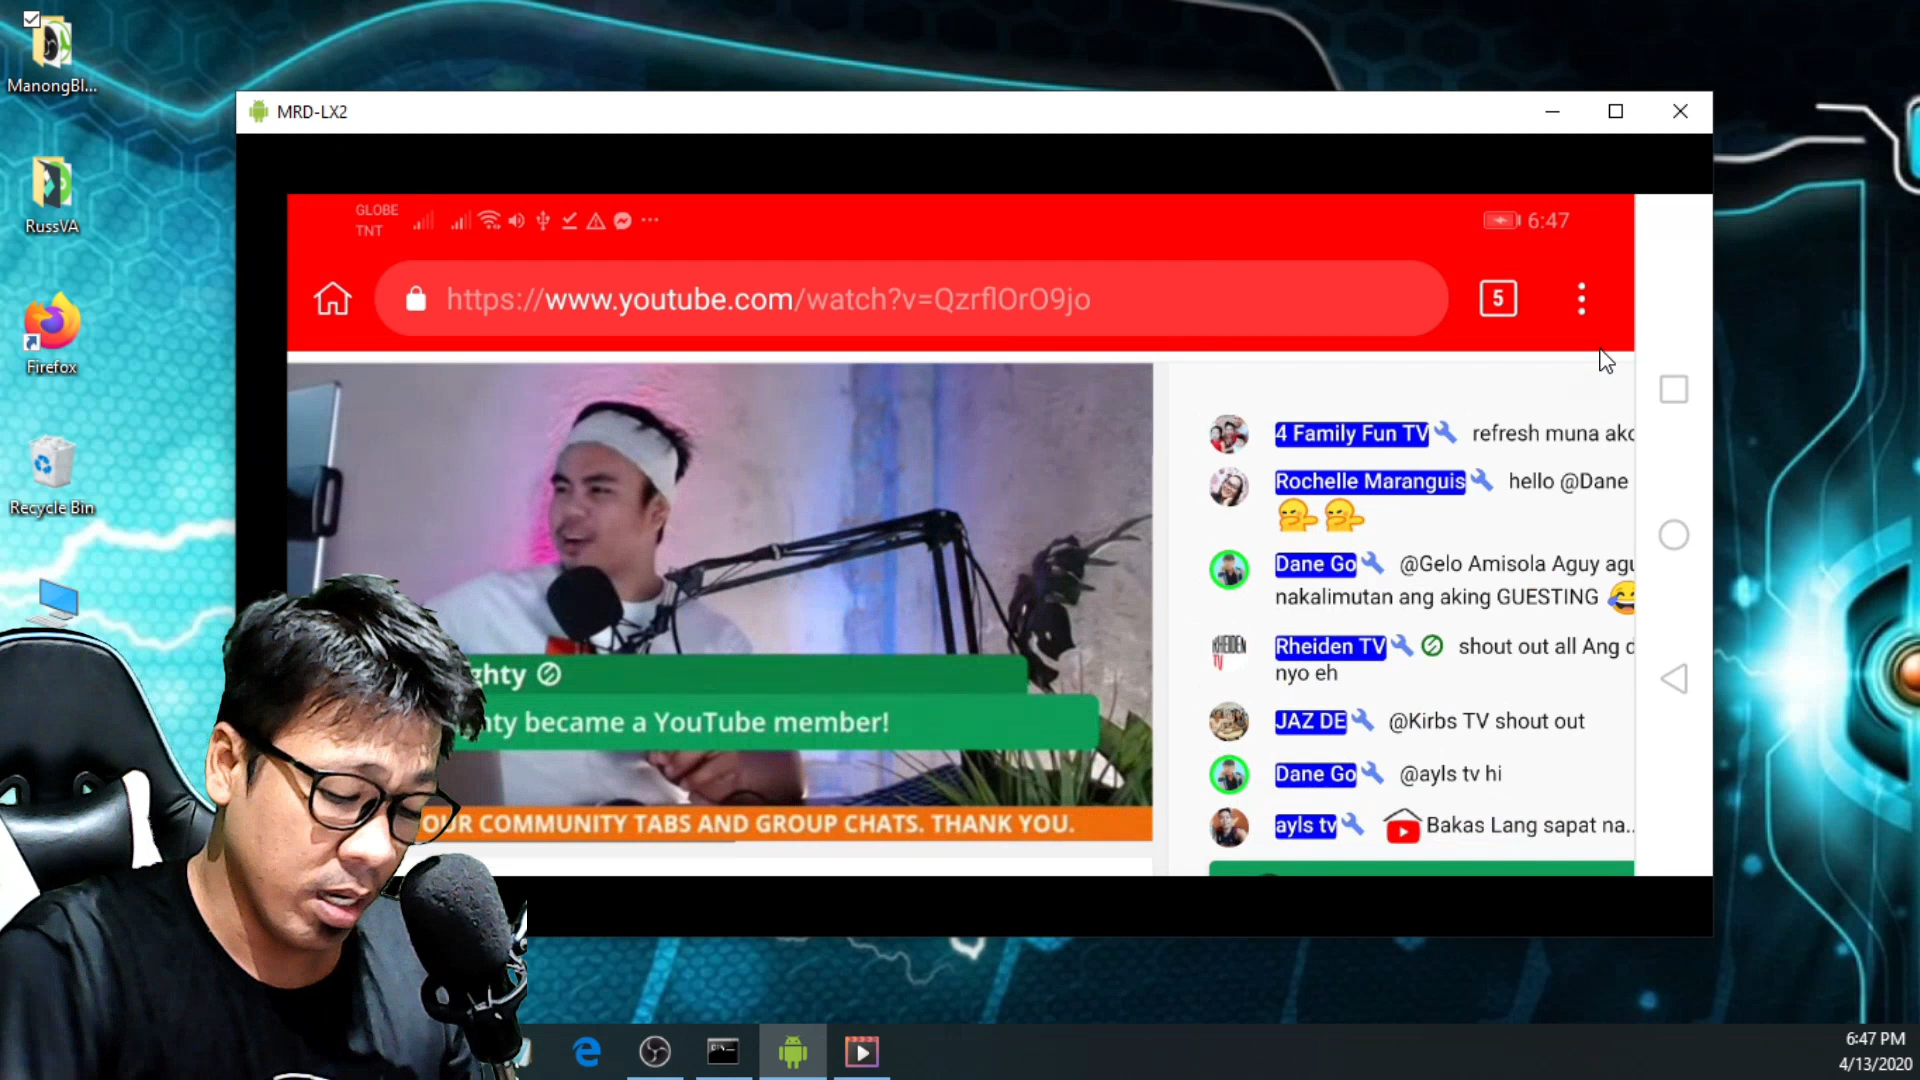 ManongBl...
RussVA
Firefox
Recycle Bin
MRD-LX2
GLOBE
TNT
6:47
https://www.youtube.com/watch?v=QzrflOrO9jo
5
ghty
nty became a YouTube member!
OUR COMMUNITY TABS AND GROUP CHATS. THANK YOU.
4 Family Fun TV refresh muna ako
Rochelle Maranguis hello @Dane
Dane Go @Gelo Amisola Aguy agu
nakalimutan ang aking GUESTING
RHEIDEN
TV
Rheiden TV shout out all Ang d
nyo eh
JAZ DE @Kirbs TV shout out
Dane Go @ayls tv hi
ayls tv Bakas Lang sapat na...
6:47 PM
4/13/2020